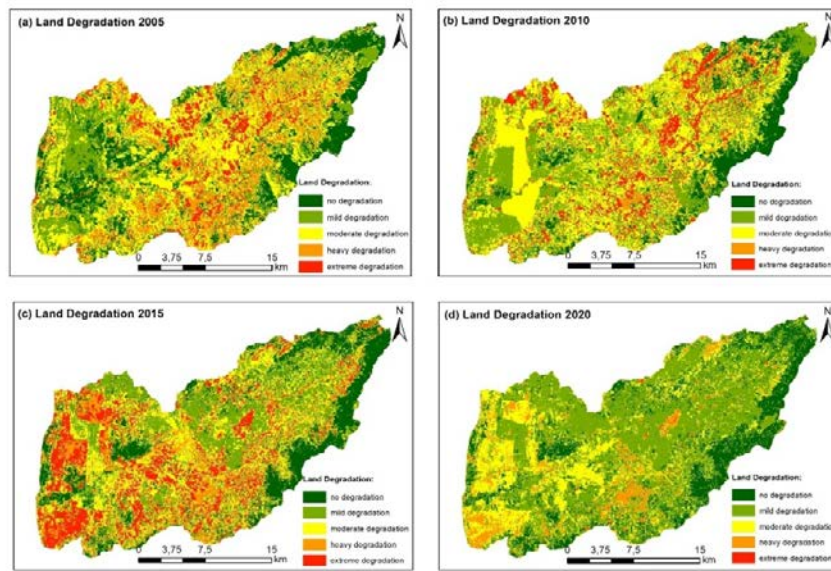 (a) Land Degradation 2005
N
Land Degradation:
no degradation
mild degradation
moderate degradation
heavy degradation
extreme degradation
0 3,75 7,5 15
km
(b) Land Degradation 2010
N
Land Degradation:
no degradation
mild degradation
moderate degradation
heavy degradation
extreme degradation
0 3,75 7,5 15
km
(c) Land Degradation 2015
N
Land Degradation:
no degradation
mild degradation
moderate degradation
heavy degradation
extreme degradation
0 3,75 7,5 15
km
(d) Land Degradation 2020
N
Land Degradation:
no degradation
mild degradation
moderate degradation
heavy degradation
extreme degradation
0 3,75 7,5 15
km